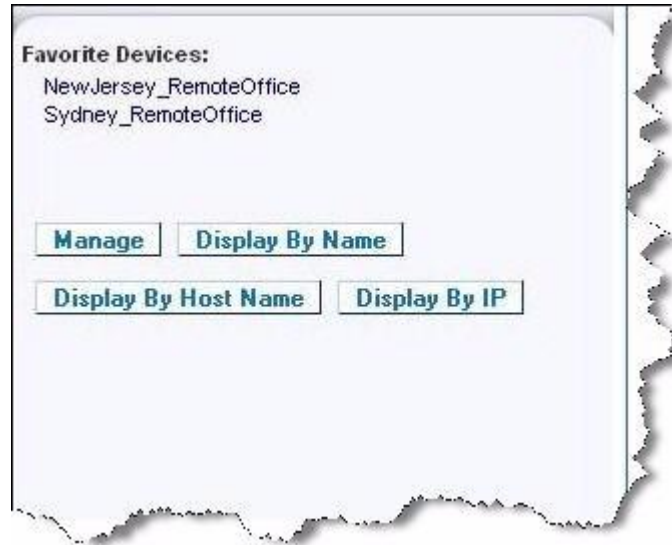 Favorite Devices:
NewJersey_RemoteOffice
Sydney_RemoteOffice
Manage Display By Name
Display By Host Name Display By IP